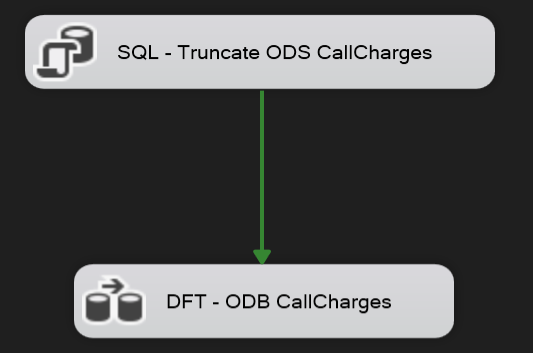 SQL - Truncate ODS CallCharges
DFT - ODB CallCharges